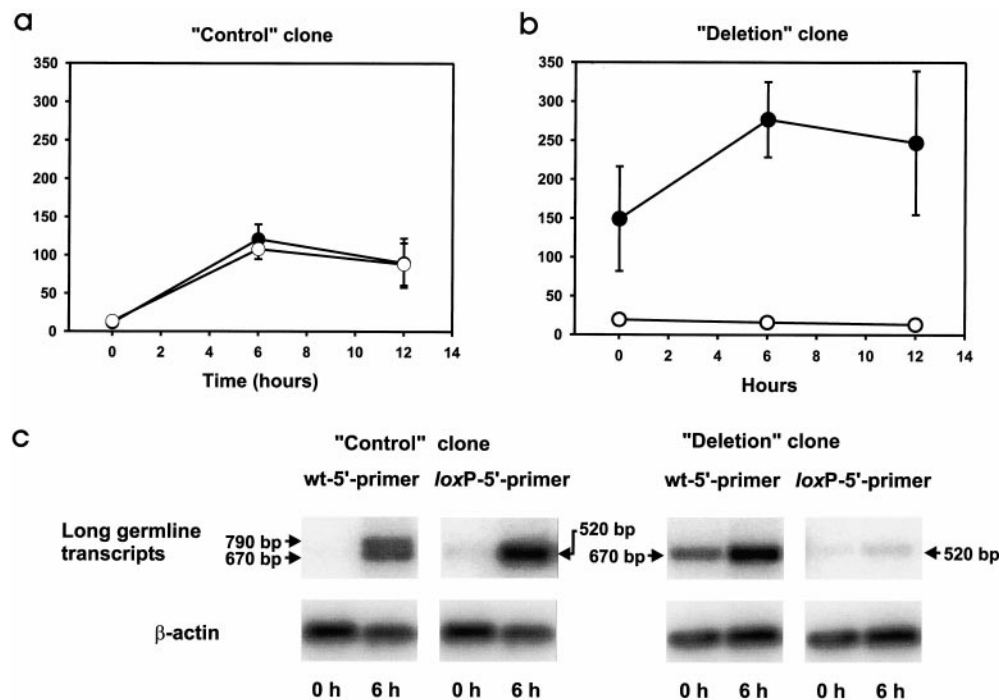 a
"Control" clone
350
300
250
200
150
100
50
0
0 2 4 6 8 10 12 14
Time (hours)
b
"Deletion" clone
350
300
250
200
150
100
50
0
0 2 4 6 8 10 12 14
Hours
c
"Control" clone
"Deletion" clone
wt-5'-primer loxP-5'-primer
wt-5'-primer loxP-5'-primer
Long germline
transcripts
790 bp
670 bp
520 bp
670 bp
520 bp
β-actin
0 h 6 h 0 h 6 h 0 h 6 h 0 h 6 h